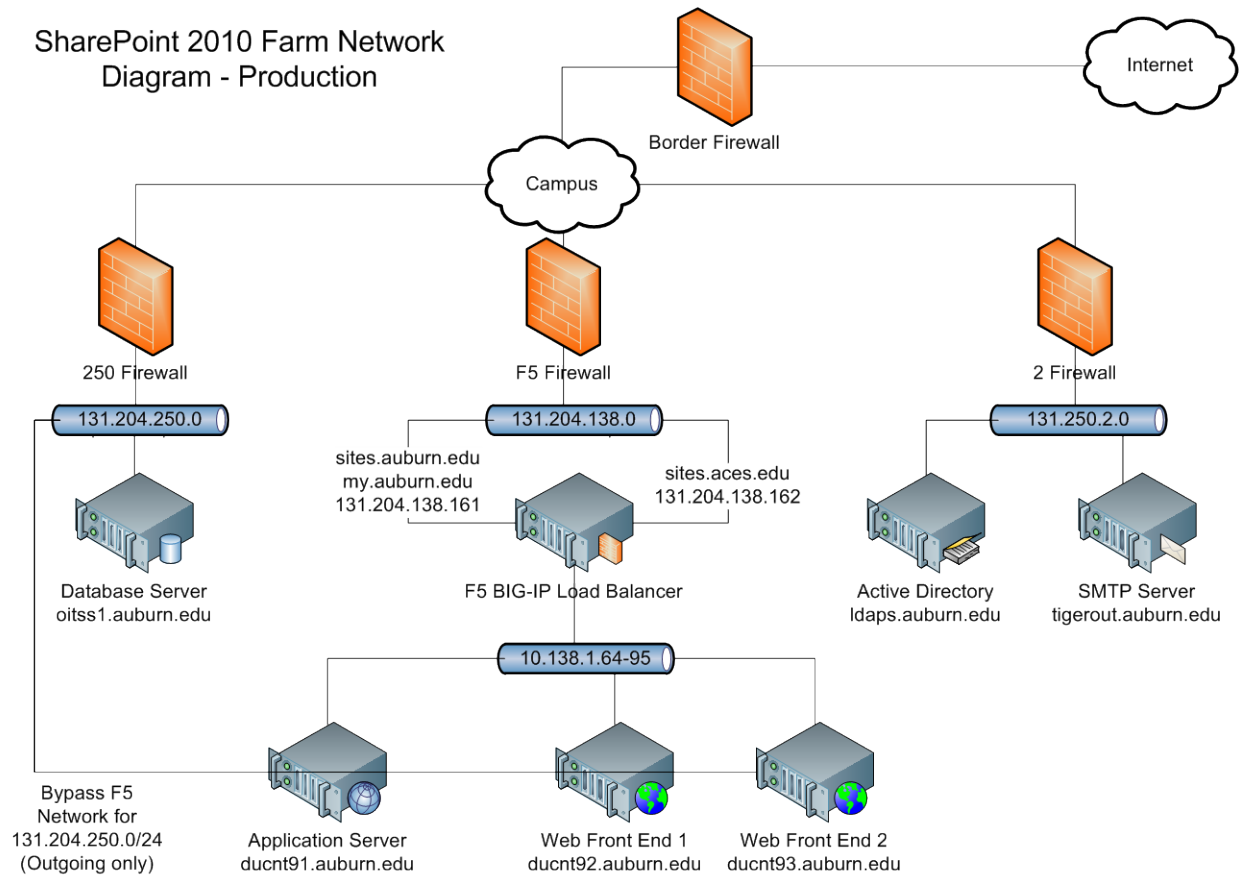 SharePoint 2010 Farm Network
Diagram - Production
Internet
Border Firewall
Campus
250 Firewall
F5 Firewall
2 Firewall
131.204.250.0
131.204.138.0
131.250.2.0
sites.auburn.edu
my.auburn.edu
131.204.138.161
sites.aces.edu
131.204.138.162
Database Server
oitss1.auburn.edu
F5 BIG-IP Load Balancer
Active Directory
ldaps.auburn.edu
SMTP Server
tigerout.auburn.edu
10.138.1.64-95
Bypass F5
Network for
131.204.250.0/24
(Outgoing only)
Application Server
ducnt91.auburn.edu
Web Front End 1
ducnt92.auburn.edu
Web Front End 2
ducnt93.auburn.edu